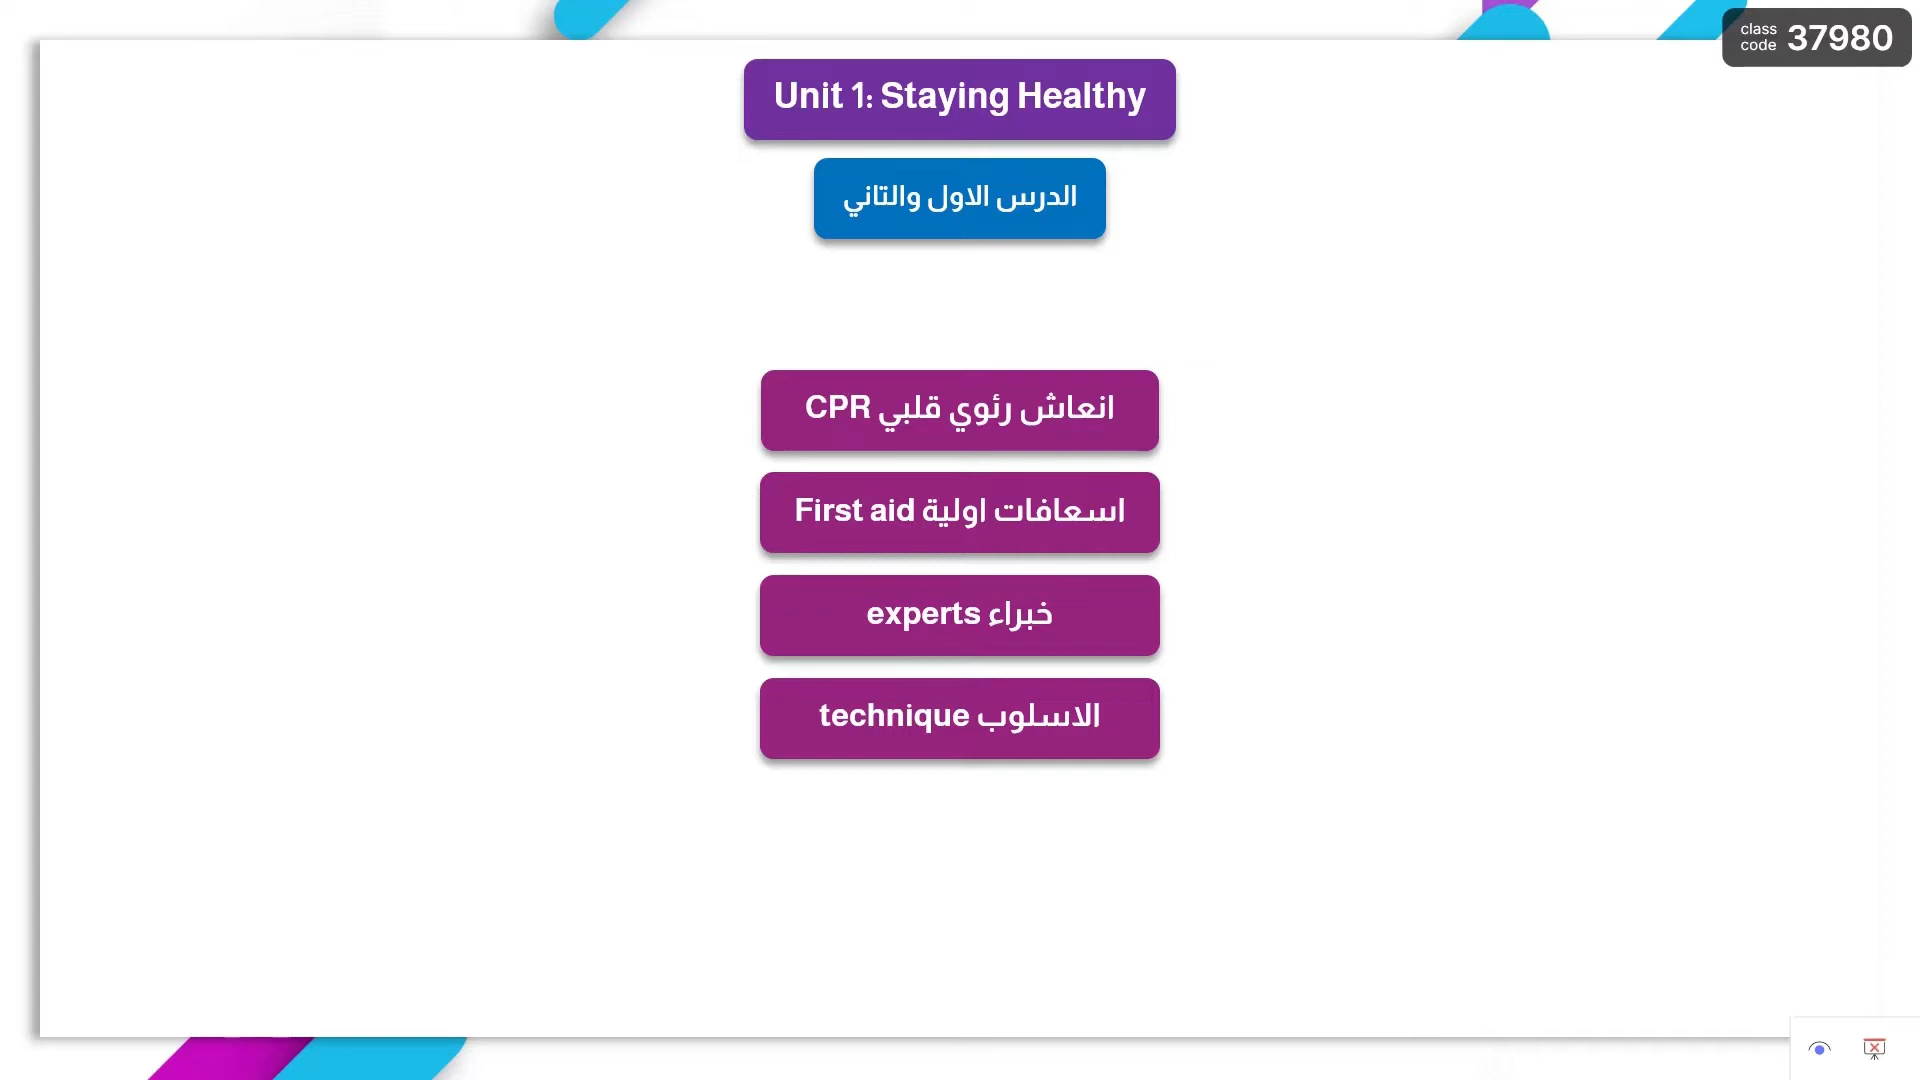 class code 37980
Unit 1: Staying Healthy
الدرس الاول والتاني
انعاش رئوي قلبي CPR
اسعافات اولية First aid
خبراء experts
الاسلوب technique